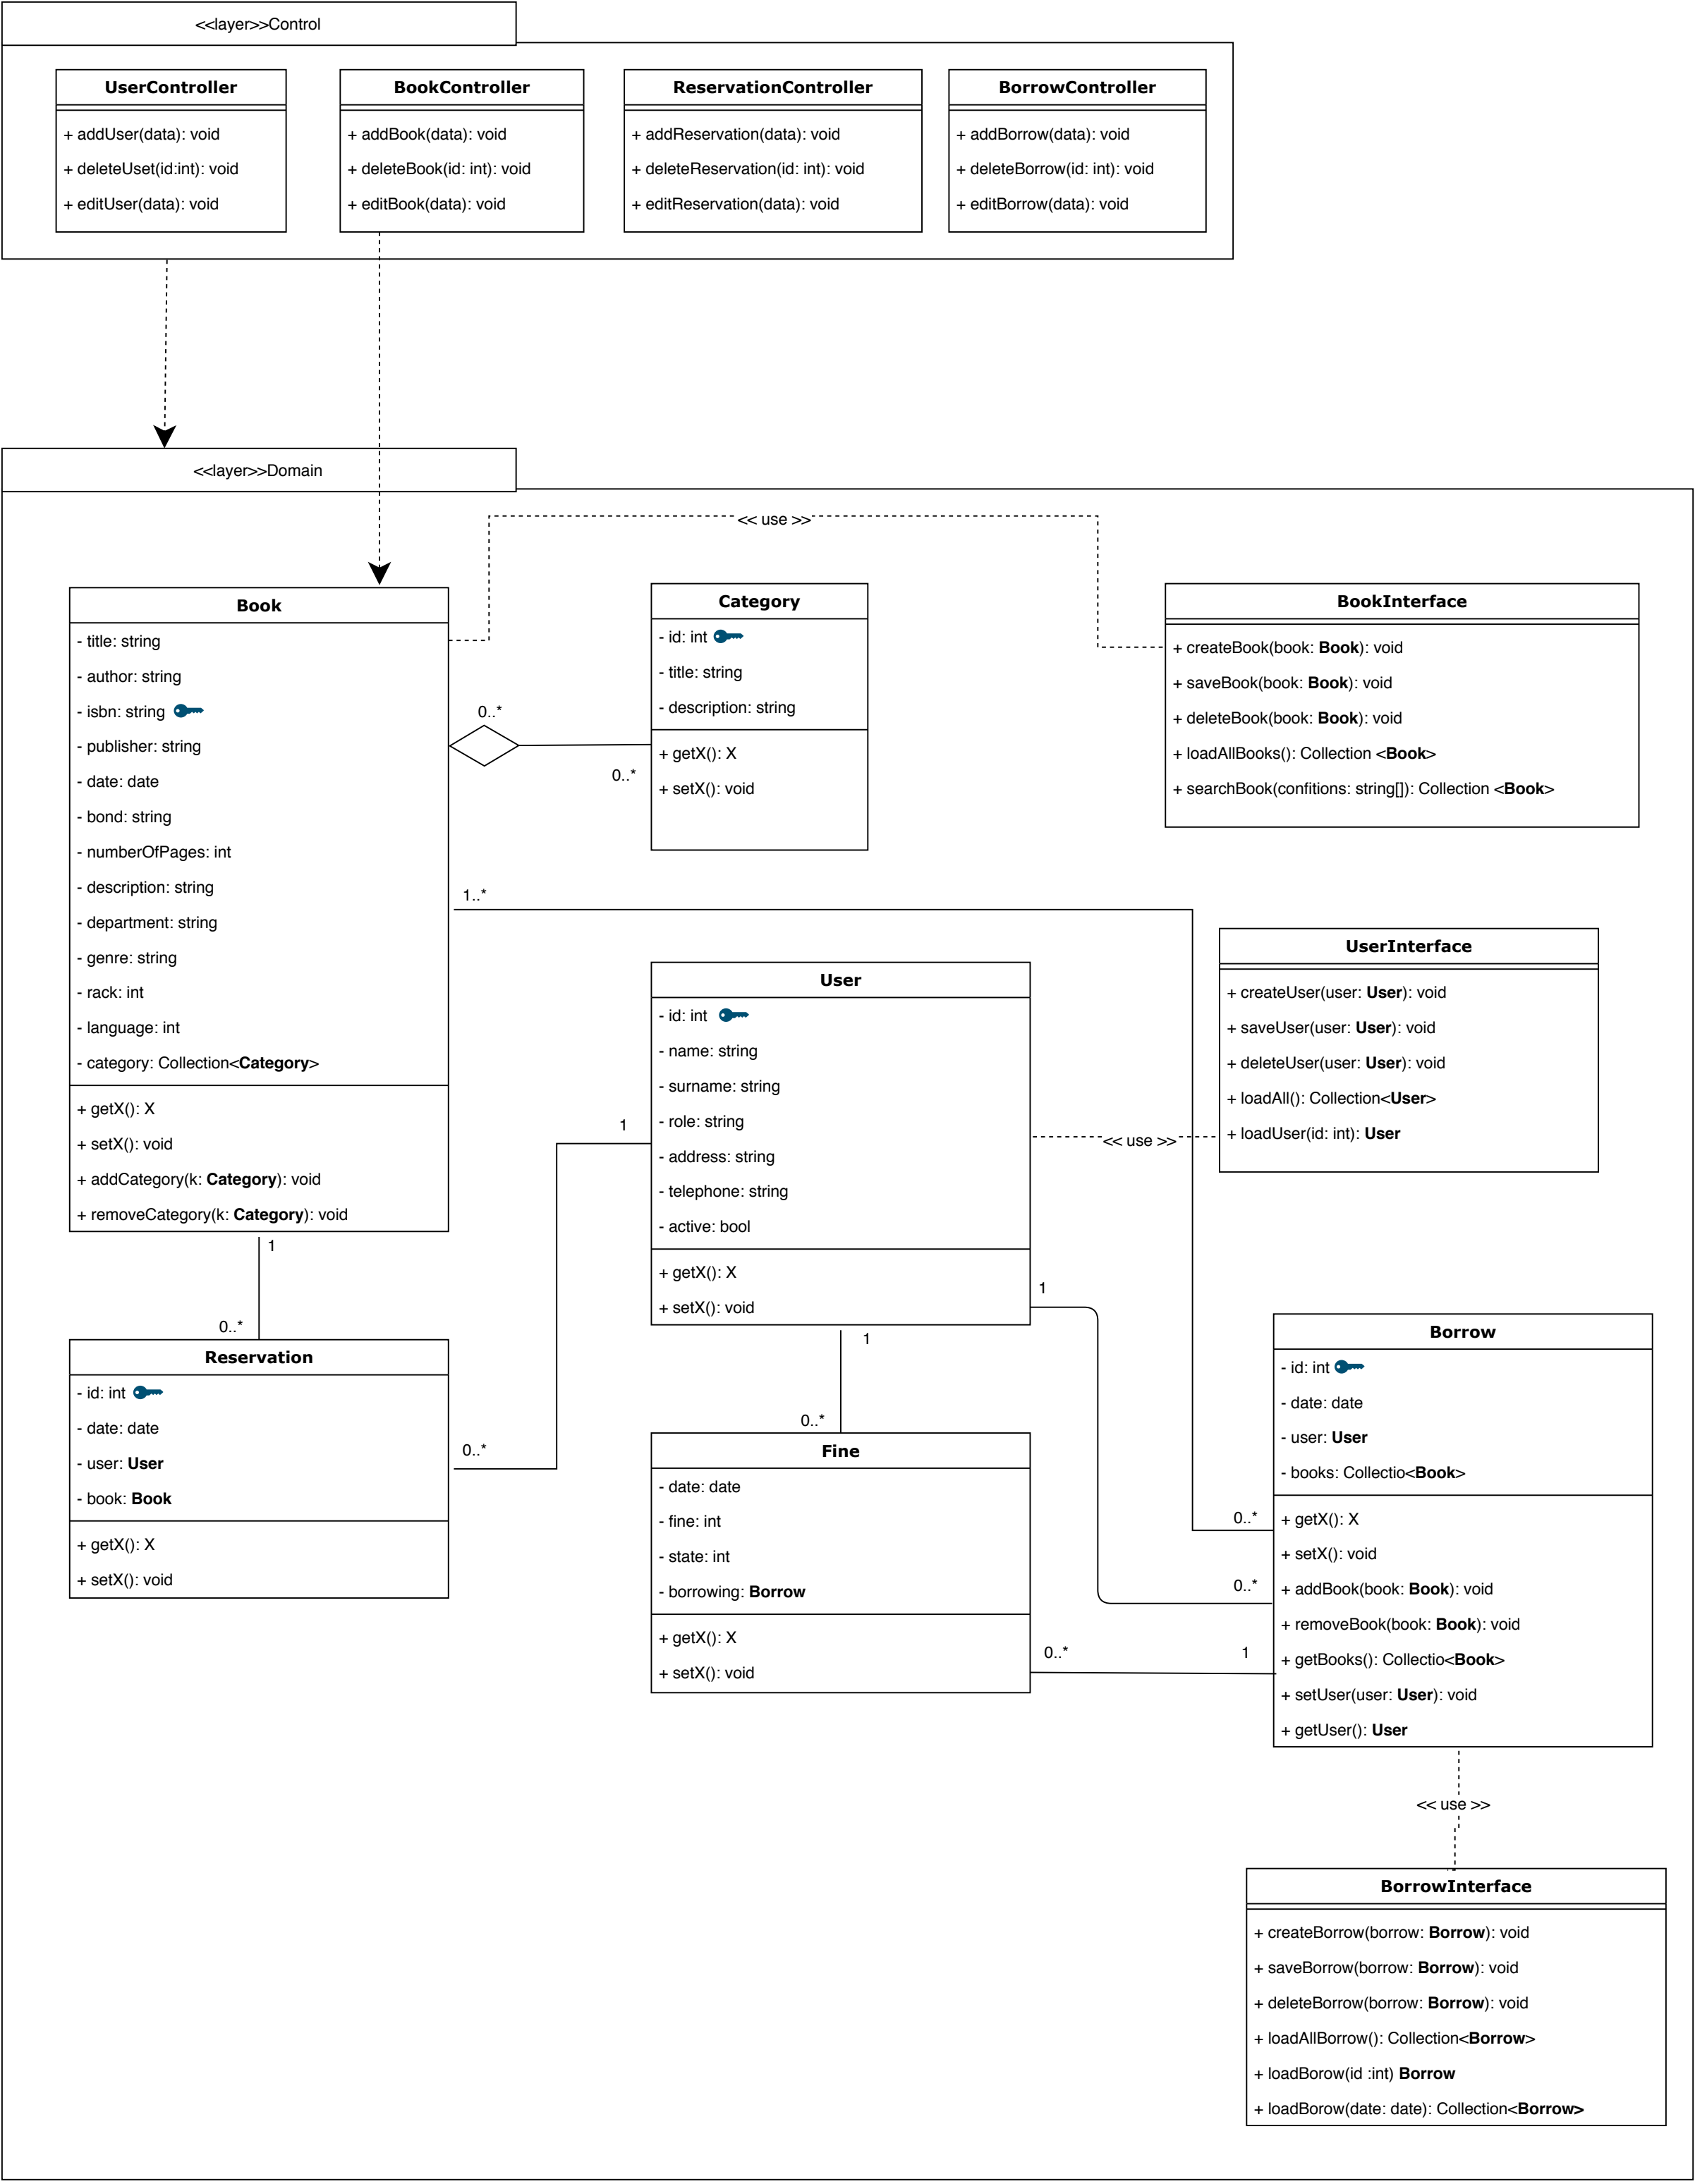 <<layer>>Control
UserController
+ addUser(data): void
+ deleteUset(id:int): void
+ editUser(data): void
BookController
+ addBook(data): void
+ deleteBook(id: int): void
+ editBook(data): void
ReservationController
+ addReservation(data): void
+ deleteReservation(id: int): void
+ editReservation(data): void
BorrowController
+ addBorrow(data): void
+ deleteBorrow(id: int): void
+ editBorrow(data): void
<<layer>>Domain
<< use >>
Book
- title: string
- author: string
- isbn: string
- publisher: string
- date: date
- bond: string
- numberOfPages: int
- description: string
- department: string
- genre: string
- rack: int
- language: int
- category: Collection<Category>
+ getX(): X
+ setX(): void
+ addCategory(k: Category): void
+ removeCategory(k: Category): void
0..*
0..*
Category
- id: int
- title: string
- description: string
+ getX(): X
+ setX(): void
BookInterface
+ createBook(book: Book): void
+ saveBook(book: Book): void
+ deleteBook(book: Book): void
+ loadAllBooks(): Collection <Book>
+ searchBook(confitions: string[]): Collection <Book>
1..*
User
- id: int
- name: string
- surname: string
- role: string
- address: string
- telephone: string
- active: bool
+ getX(): X
+ setX(): void
<< use >>
UserInterface
+ createUser(user: User): void
+ saveUser(user: User): void
+ deleteUser(user: User): void
+ loadAll(): Collection<User>
+ loadUser(id: int): User
1
1
0..*
Reservation
- id: int
- date: date
- user: User
- book: Book
+ getX(): X
+ setX(): void
0..*
1
1
0..*
Fine
- date: date
- fine: int
- state: int
- borrowing: Borrow
+ getX(): X
+ setX(): void
0..*
1
0..*
0..*
Borrow
- id: int
- date: date
- user: User
- books: Collectio<Book>
+ getX(): X
+ setX(): void
+ addBook(book: Book): void
+ removeBook(book: Book): void
+ getBooks(): Collectio<Book>
+ setUser(user: User): void
+ getUser(): User
<< use >>
BorrowInterface
+ createBorrow(borrow: Borrow): void
+ saveBorrow(borrow: Borrow): void
+ deleteBorrow(borrow: Borrow): void
+ loadAllBorrow(): Collection<Borrow>
+ loadBorow(id :int) Borrow
+ loadBorow(date: date): Collection<Borrow>